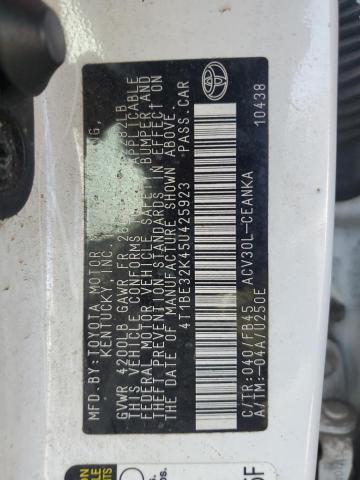 MFD.BY:TOYOTA MOTOR
KENTUCKY, INC.
GVWR 4200LB GAWR FR
THIS VEHICLE CONFORMS TO APPLICABLE
FEDERAL MOTOR VEHICLE SAFETY, BUMPER AND
THEFT PREVENTION STANDARDS IN EFFECT ON
THE DATE OF MANUFACTURE SHOWN ABOVE.
4T1BE32K45U425923 PASS.CAR
C/TR:040/FB45 ACV30L-CEANKA
A/TM:-04A/U250E 10438